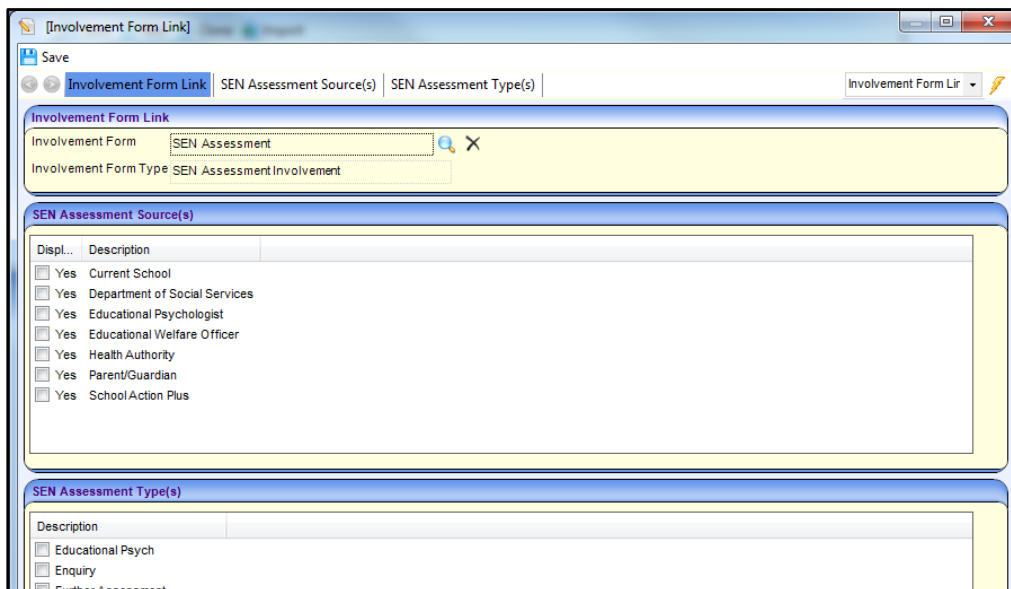 [Involvement Form Link]
Save
Involvement Form Link SEN Assessment Source(s) SEN Assessment Type(s) Involvement Form Lir
Involvement Form Link
Involvement Form SEN Assessment
Involvement Form Type SEN Assessment Involvement
SEN Assessment Source(s)
Displ... Description
Yes Current School
Yes Department of Social Services
Yes Educational Psychologist
Yes Educational Welfare Officer
Yes Health Authority
Yes Parent/Guardian
Yes School Action Plus
SEN Assessment Type(s)
Description
Educational Psych
Enquiry
Further Assessment